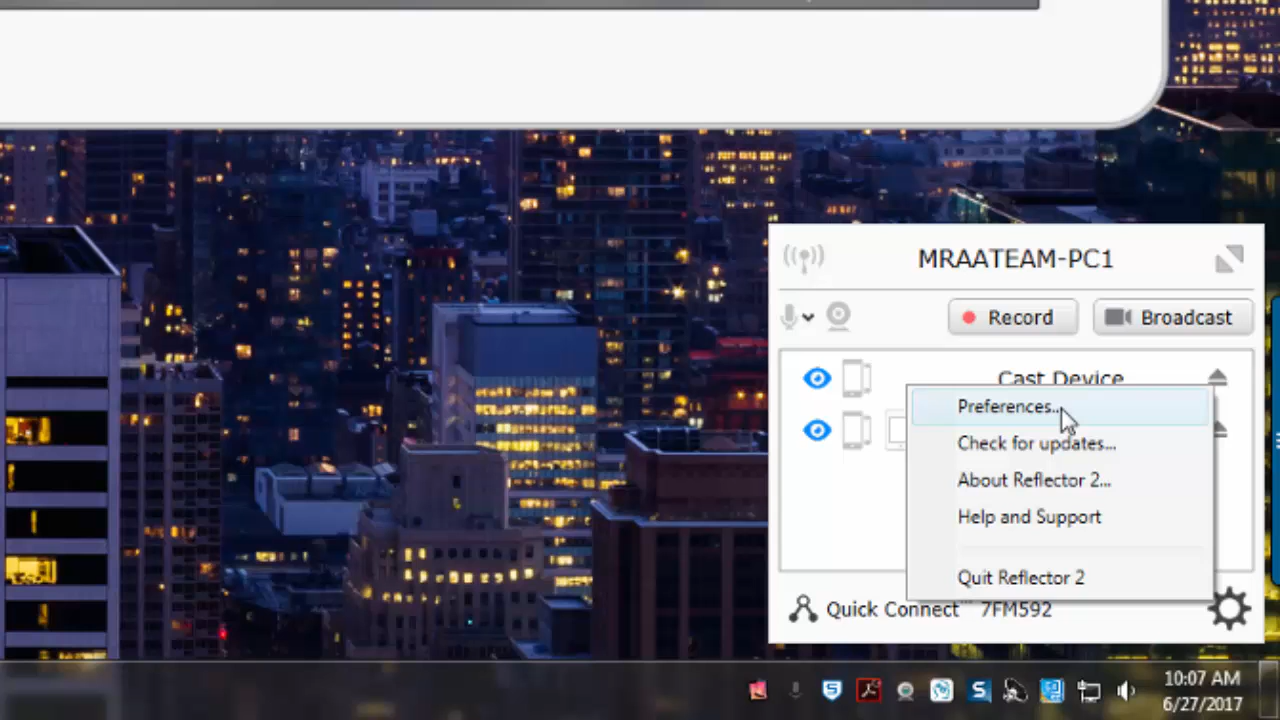 MRAATEAM-PC1
Record
Broadcast
Cast Device
Preferences...
Check for updates...
About Reflector 2...
Help and Support
Quit Reflector 2
Quick Connect™ 7FM592
10:07 AM
6/27/2017